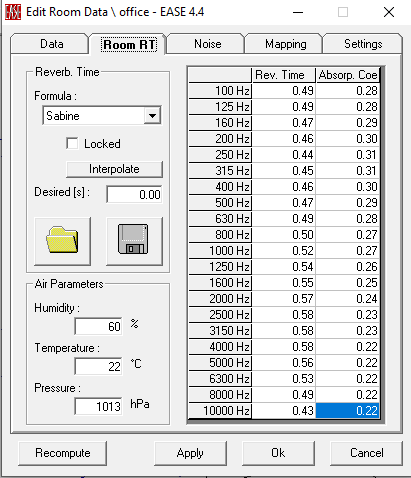 EASE Edit Room Data \ office - EASE 4.4
Data Room RT Noise Mapping Settings
Reverb. Time
Formula :
Sabine
Locked
Interpolate
Desired [s] : 0.00
Air Parameters
Humidity :
60 %
Temperature :
22 °C
Pressure :
1013 hPa
Rev. Time Absorp. Coe
100 Hz 0.49 0.28
125 Hz 0.49 0.28
160 Hz 0.47 0.29
200 Hz 0.46 0.30
250 Hz 0.44 0.31
315 Hz 0.45 0.31
400 Hz 0.46 0.30
500 Hz 0.47 0.29
630 Hz 0.49 0.28
800 Hz 0.50 0.27
1000 Hz 0.52 0.27
1250 Hz 0.54 0.26
1600 Hz 0.55 0.25
2000 Hz 0.57 0.24
2500 Hz 0.58 0.23
3150 Hz 0.58 0.23
4000 Hz 0.58 0.22
5000 Hz 0.56 0.22
6300 Hz 0.53 0.22
8000 Hz 0.49 0.22
10000 Hz 0.43 0.22
Recompute Apply Ok Cancel